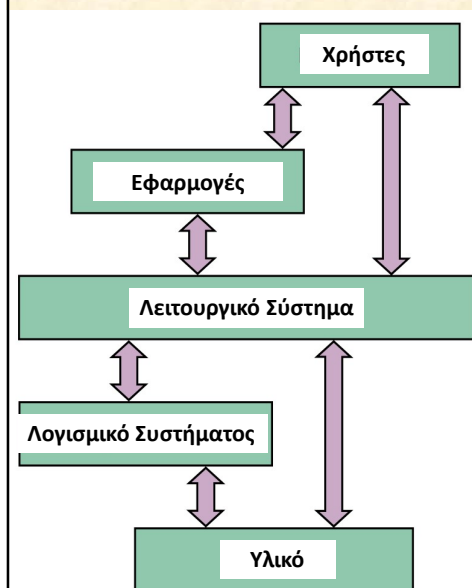 Χρήστες
Εφαρμογές
Λειτουργικό Σύστημα
Λογισμικό Συστήματος
Υλικό